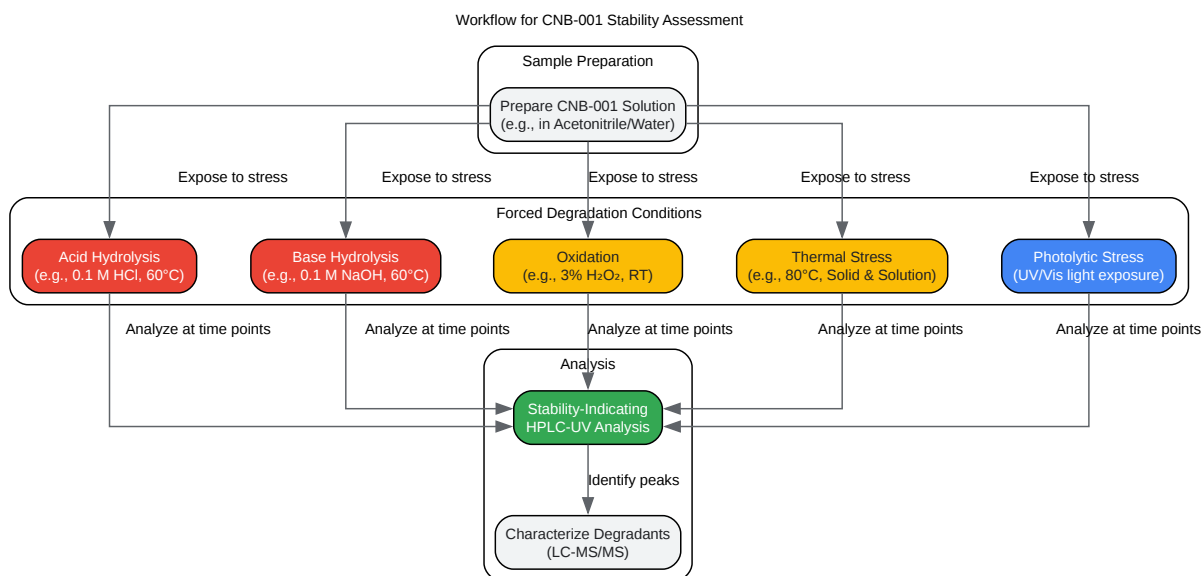 Workflow for CNB-001 Stability Assessment
Sample Preparation
Prepare CNB-001 Solution
(e.g., in Acetonitrile/Water)
Expose to stress
Expose to stress
Expose to stress
Expose to stress
Expose to stress
Forced Degradation Conditions
Acid Hydrolysis
(e.g., 0.1 M HCl, 60°C)
Base Hydrolysis
(e.g., 0.1 M NaOH, 60°C)
Oxidation
(e.g., 3% H₂O₂, RT)
Thermal Stress
(e.g., 80°C, Solid & Solution)
Photolytic Stress
(UV/Vis light exposure)
Analyze at time points
Analyze at time points
Analyze at time points
Analyze at time points
Analyze at time points
Analysis
Stability-Indicating
HPLC-UV Analysis
Identify peaks
Characterize Degradants
(LC-MS/MS)